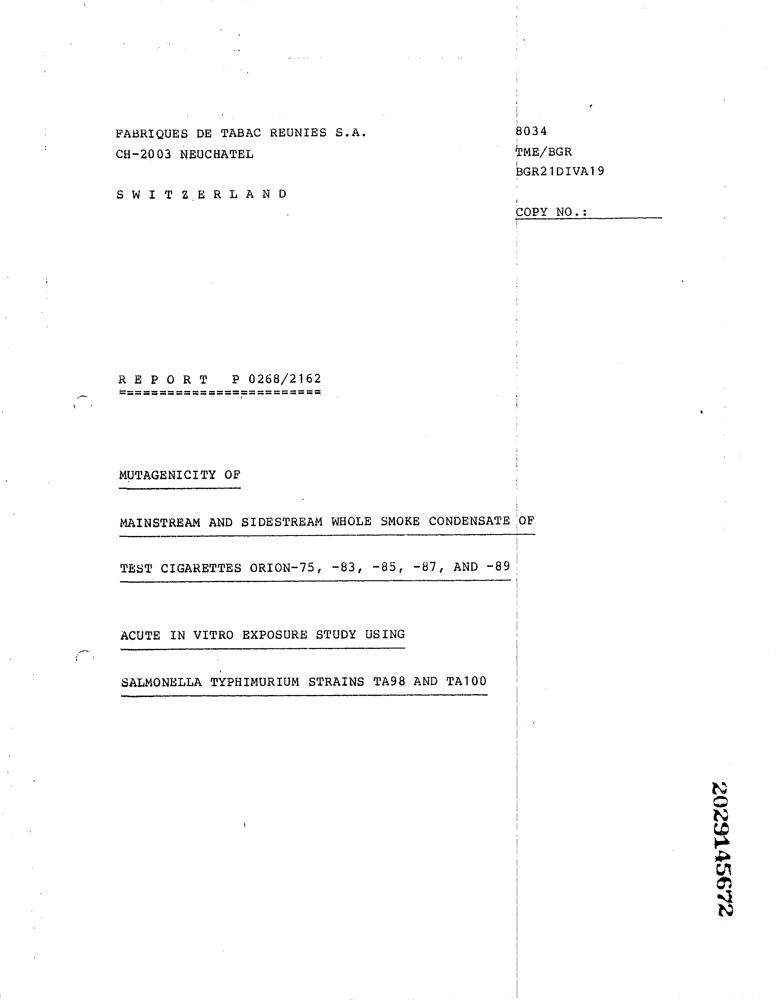 FABRIQUES DE TABAC REUNIES S.A.
CH-2003 NEUCHATEL
S W I T Z E R L A N D
8034
TME/BGR
BGR21DIVA19
COPY NO.:
R E P O R T P 0268/2162
=========================
MUTAGENICITY OF
MAINSTREAM AND SIDESTREAM WHOLE SMOKE CONDENSATE OF
TEST CIGARETTES ORION-75, -83, -85, -87, AND -89
ACUTE IN VITRO EXPOSURE STUDY USING
SALMONELLA TYPHIMURIUM STRAINS TA98 AND TA100
2029145672